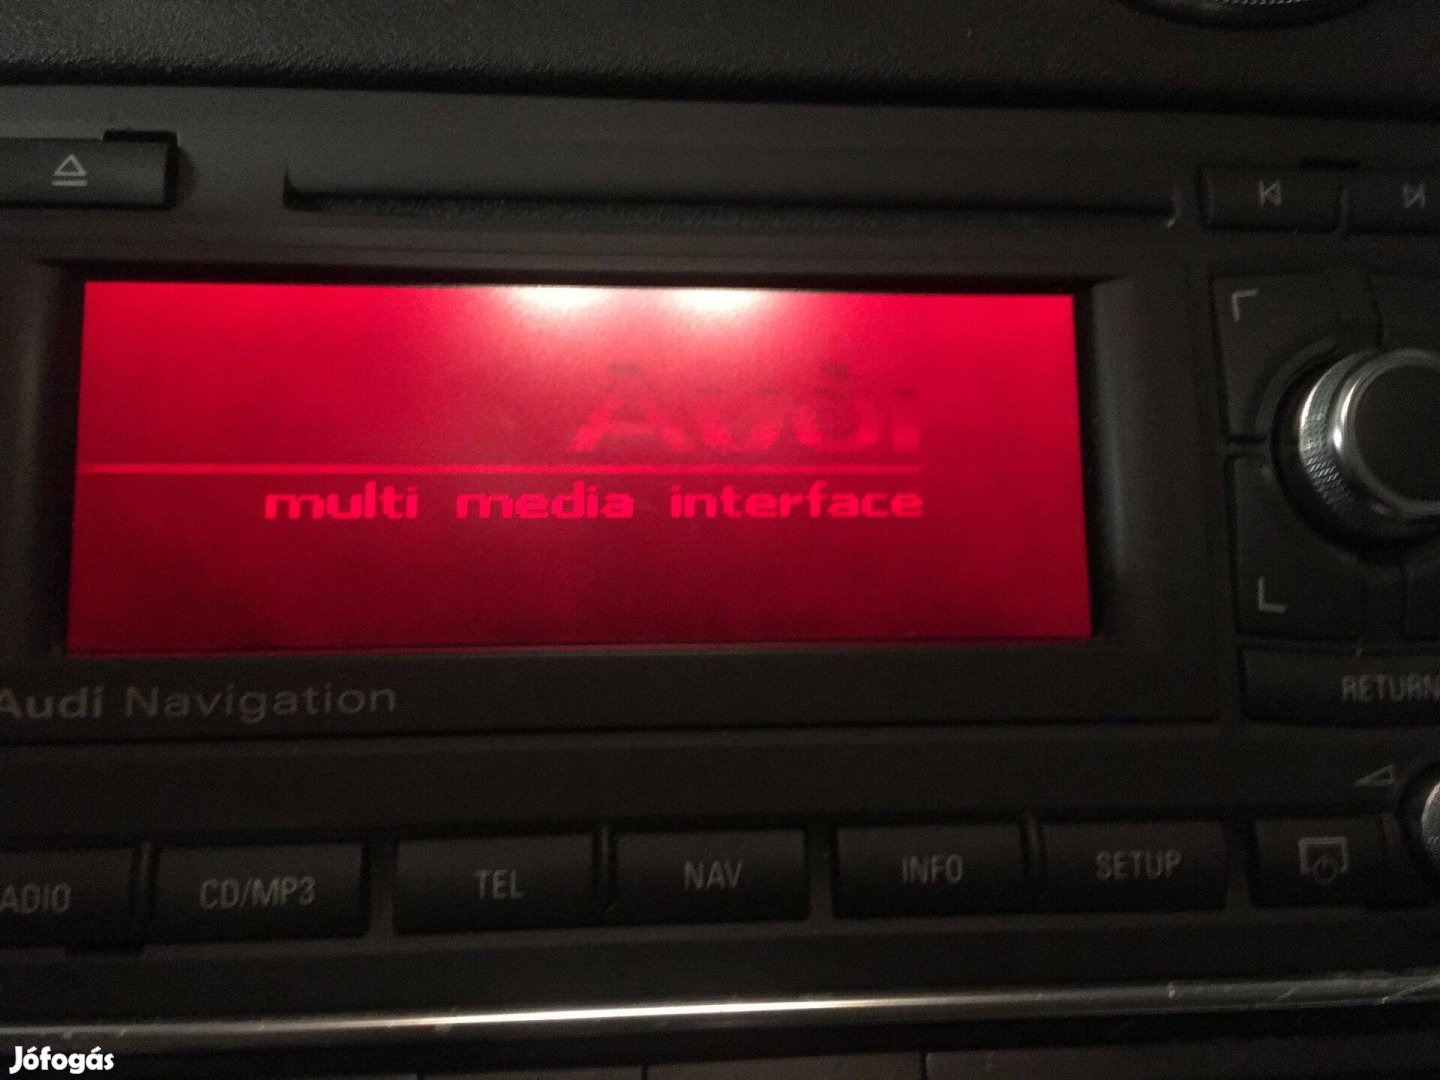 Audi
multi media interface
Audi Navigation
RETURN
ADIO
CD/MP3
TEL
NAV
INFO
SETUP
Jófogás